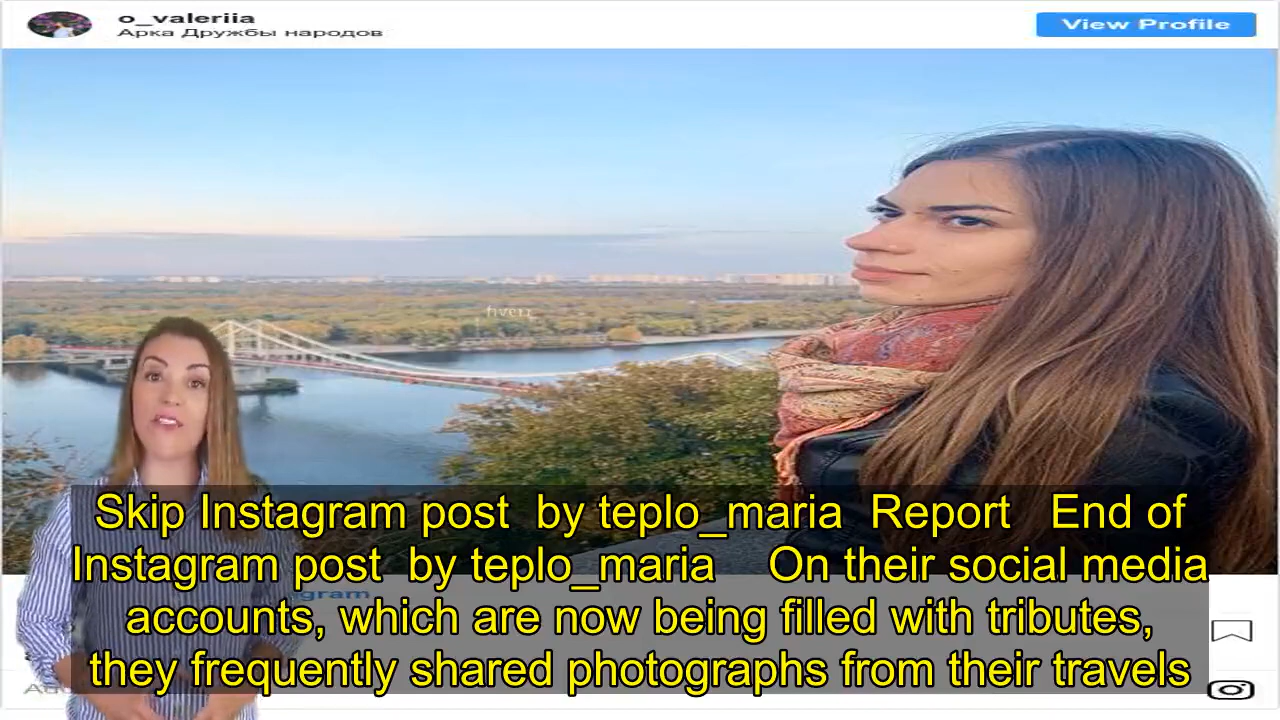 o_valeriia
Арка Дружбы народов
View Profile
fiverr
Skip Instagram post by teplo_maria Report End of
Instagram post by teplo_maria On their social media
accounts, which are now being filled with tributes,
they frequently shared photographs from their travels